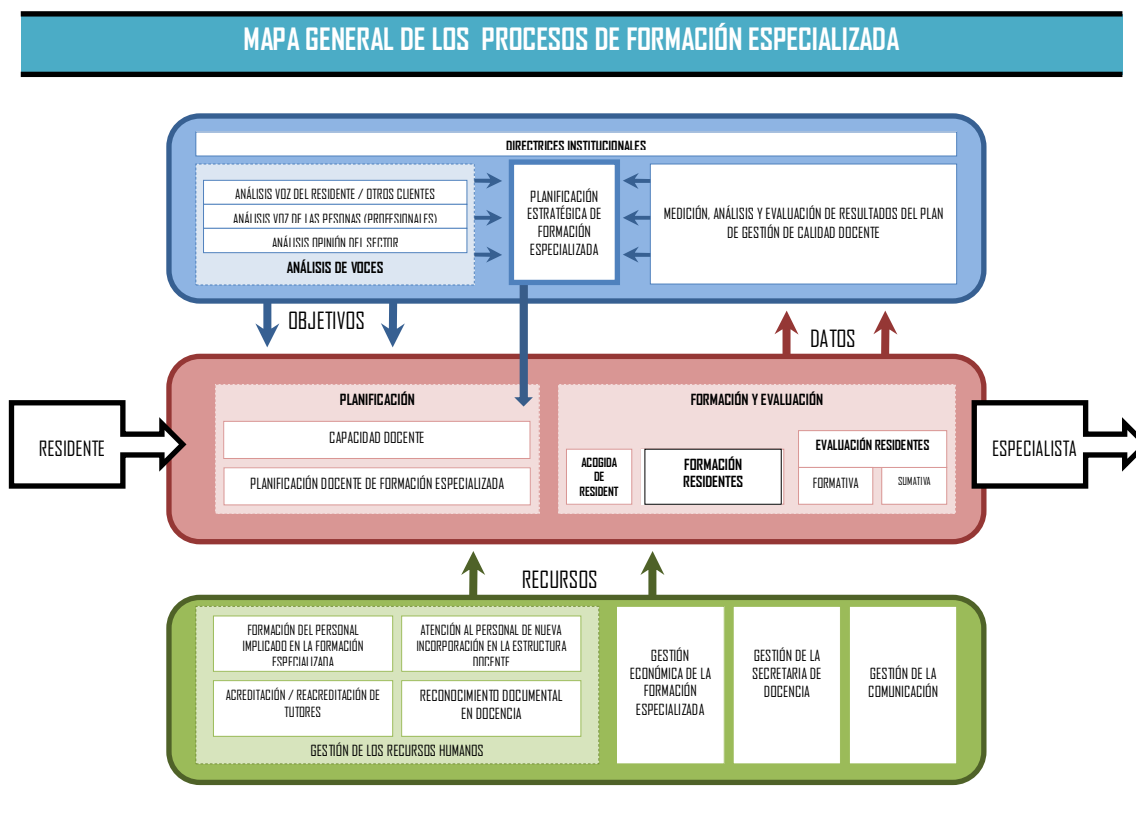 MAPA GENERAL DE LOS PROCESOS DE FORMACIÓN ESPECIALIZADA
DIRECTRICES INSTITUCIONALES
ANÁLISIS VOZ DEL RESIDENTE / OTROS CLIENTES
ANÁLISIS VOZ DE LAS PESONAS (PROFESIONALES)
ANÁLISIS OPINIÓN DEL SECTOR
ANÁLISIS DE VOCES
PLANIFICACIÓN
ESTRATÉGICA DE
FORMACIÓN
ESPECIALIZADA
MEDICIÓN, ANÁLISIS Y EVALUACIÓN DE RESULTADOS DEL PLAN
DE GESTIÓN DE CALIDAD DOCENTE
OBJETIVOS
DATOS
RESIDENTE
PLANIFICACIÓN
CAPACIDAD DOCENTE
PLANIFICACIÓN DOCENTE DE FORMACIÓN ESPECIALIZADA
FORMACIÓN Y EVALUACIÓN
ACOGIDA
DE
RESIDENT
FORMACIÓN
RESIDENTES
EVALUACIÓN RESIDENTES
FORMATIVA
SUMATIVA
ESPECIALISTA
RECURSOS
FORMACIÓN DEL PERSONAL
IMPLICADO EN LA FORMACIÓN
ESPECIALIZADA
ATENCIÓN AL PERSONAL DE NUEVA
INCORPORACIÓN EN LA ESTRUCTURA
DOCENTE
ACREDITACIÓN / REACREDITACIÓN DE
TUTORES
RECONOCIMIENTO DOCUMENTAL
EN DOCENCIA
GESTIÓN DE LOS RECURSOS HUMANOS
GESTIÓN
ECONÓMICA DE LA
FORMACIÓN
ESPECIALIZADA
GESTIÓN DE LA
SECRETARIA DE
DOCENCIA
GESTIÓN DE LA
COMUNICACIÓN